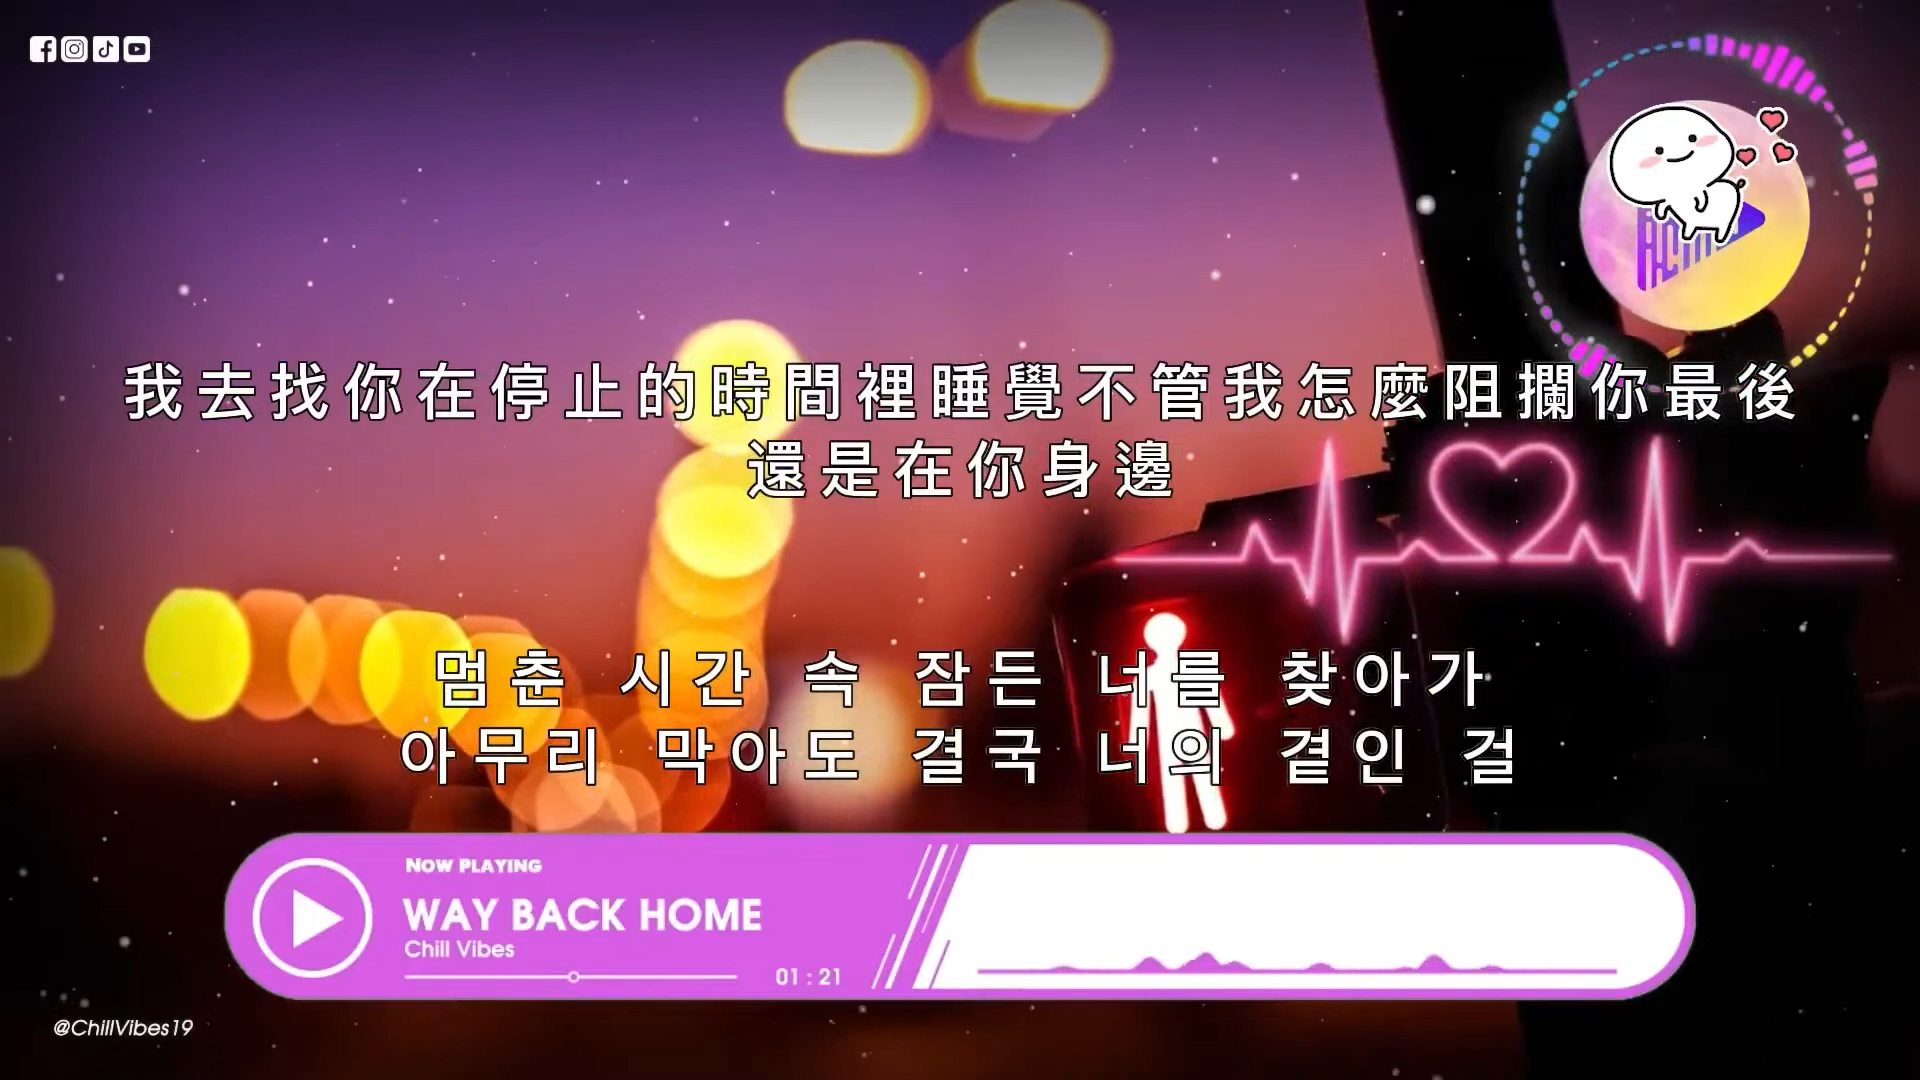 我去找你在停止的時間裡睡覺不管我怎麼阻攔你最後
還是在你身邊
멈춘 시간 속 잠든 너를 찾아가
아무리 막아도 결국 너의 곁인 걸
NOW PLAYING
WAY BACK HOME
Chill Vibes
01 : 21
@ChillVibes19